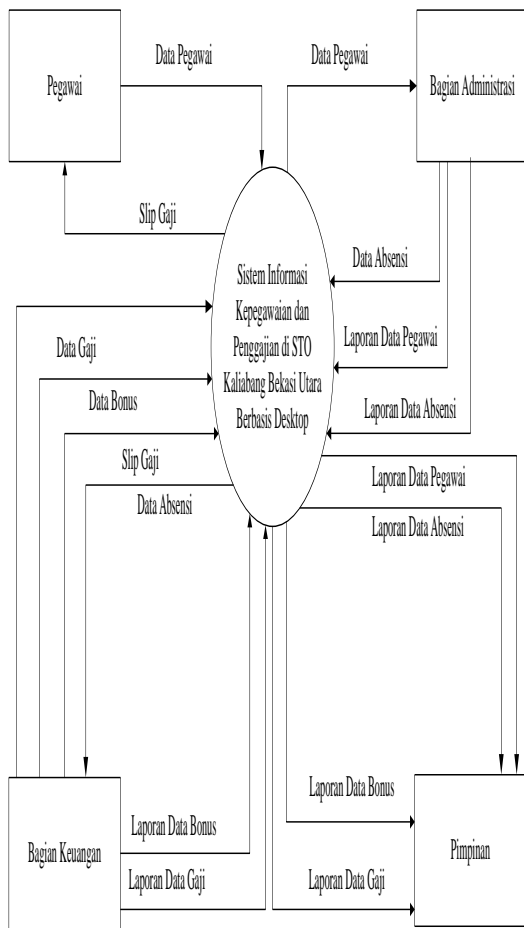 Data Pegawai
Data Pegawai
Pegawai
Bagian Administrasi
Slip Gaji
Data Absensi
Sistem Informasi
Kepegawaian dan
Penggajian di STO
Kaliabang Bekasi Utara
Berbasis Desktop
Laporan Data Pegawai
Data Gaji
Data Bonus
Laporan Data Absensi
Slip Gaji
Laporan Data Pegawai
Data Absensi
Laporan Data Absensi
Laporan Data Bonus
Laporan Data Bonus
Bagian Keuangan
Pimpinan
Laporan Data Gaji
Laporan Data Gaji